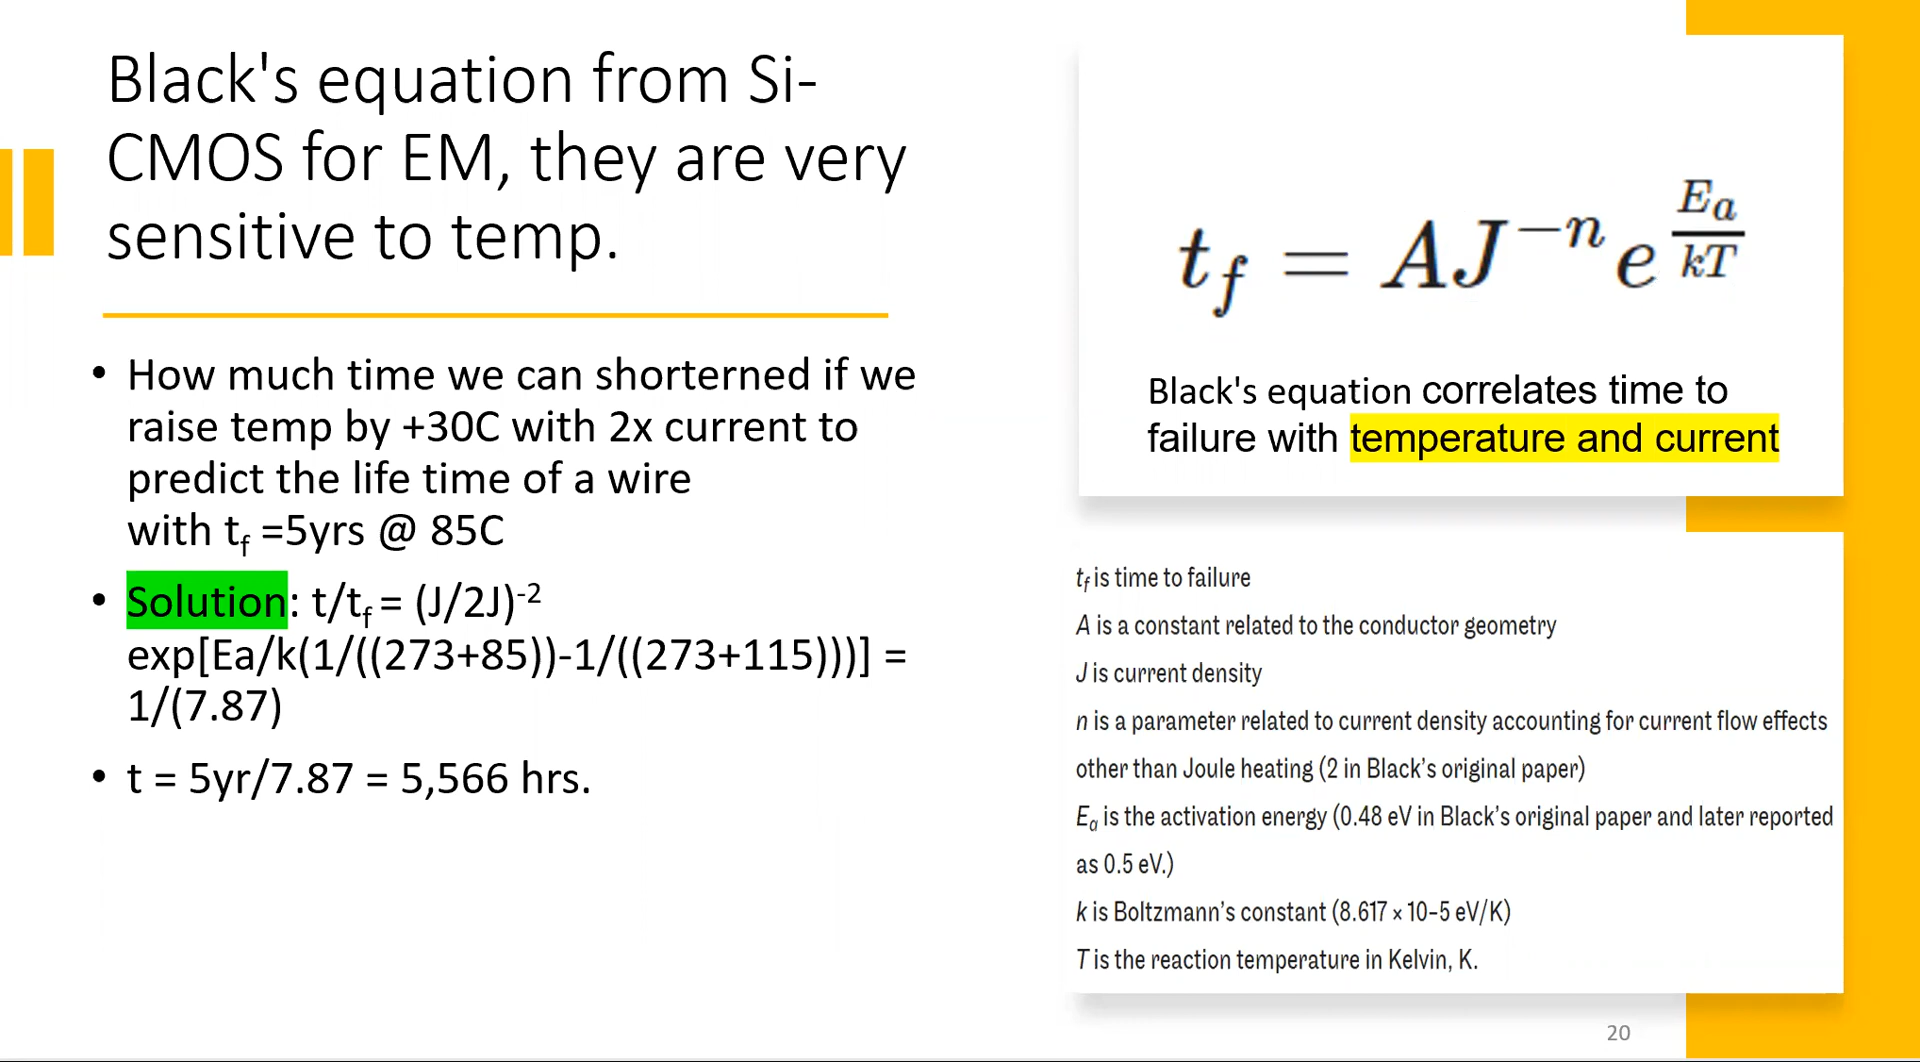 Black's equation from Si-
CMOS for EM, they are very
sensitive to temp.
• How much time we can shorterned if we
raise temp by +30C with 2x current to
predict the life time of a wire
with tf =5yrs @ 85C
• Solution: t/tf = (J/2J)-2
exp[Ea/k(1/((273+85))-1/((273+115)))] =
1/(7.87)
• t = 5yr/7.87 = 5,566 hrs.
tf = AJ−n e Ea/kT
Black's equation correlates time to
failure with temperature and current
tf is time to failure
A is a constant related to the conductor geometry
J is current density
n is a parameter related to current density accounting for current flow effects
other than Joule heating (2 in Black’s original paper)
Ea is the activation energy (0.48 eV in Black’s original paper and later reported
as 0.5 eV.)
k is Boltzmann’s constant (8.617 × 10–5 eV/K)
T is the reaction temperature in Kelvin, K.
20